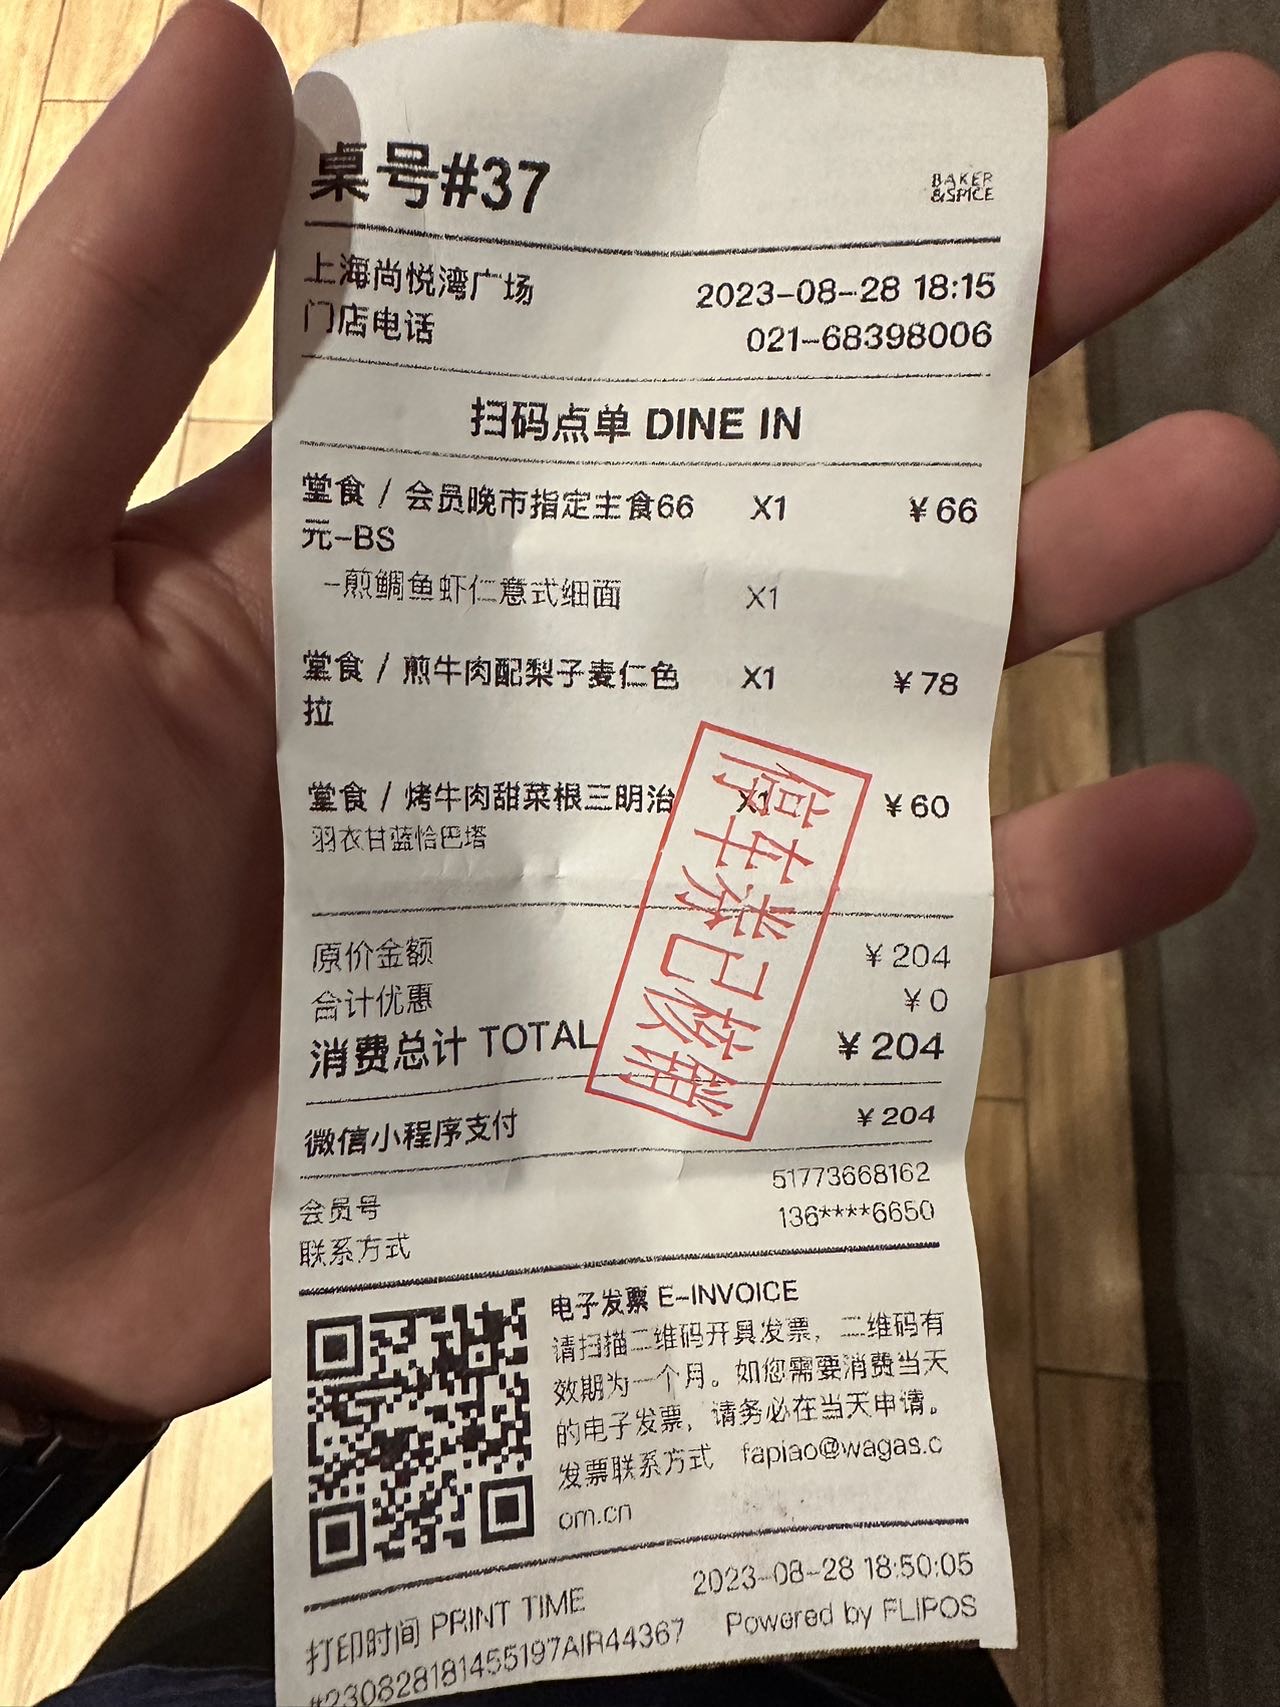 桌号#37
BAKER
&SPICE
上海尚悦湾广场 2023-08-28 18:15
门店电话 021-68398006
扫码点单 DINE IN
堂食 / 会员晚市指定主食66 X1 ¥66
元-BS
-煎鲷鱼虾仁意式细面 X1
堂食 / 煎牛肉配梨子麦仁色 X1 ¥78
拉
堂食 / 烤牛肉甜菜根三明治 X1 ¥60
羽衣甘蓝恰巴塔
停车券已核销
原价金额 ¥204
合计优惠 ¥0
消费总计 TOTAL ¥204
微信小程序支付 ¥204
会员号 51773668162
联系方式 136****6650
电子发票 E-INVOICE
请扫描二维码开具发票，二维码有
效期为一个月。如您需要消费当天
的电子发票，请务必在当天申请。
发票联系方式 fapiao@wagas.c
om.cn
打印时间 PRINT TIME 2023-08-28 18:50:05
#230828181455197AIR44367 Powered by FLIPOS